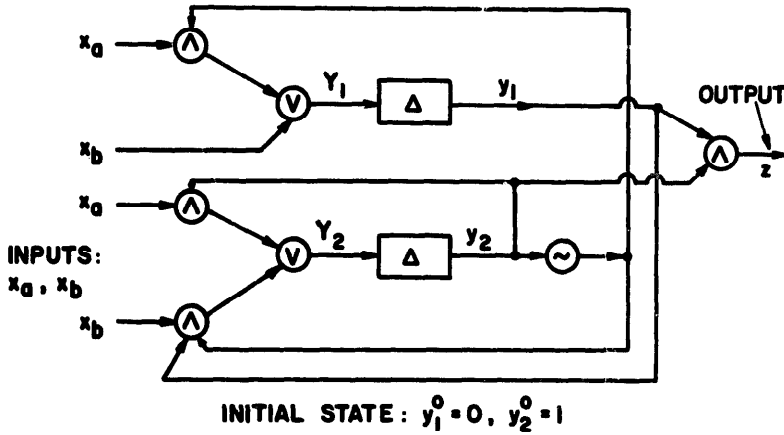 xa
∧
∨
Y1
Δ
y1
OUTPUT
xb
∧
z
xa
∧
∨
Y2
Δ
y2
~
INPUTS:
xa, xb
xb
∧
INITIAL STATE: y₁⁰=0, y₂⁰=1